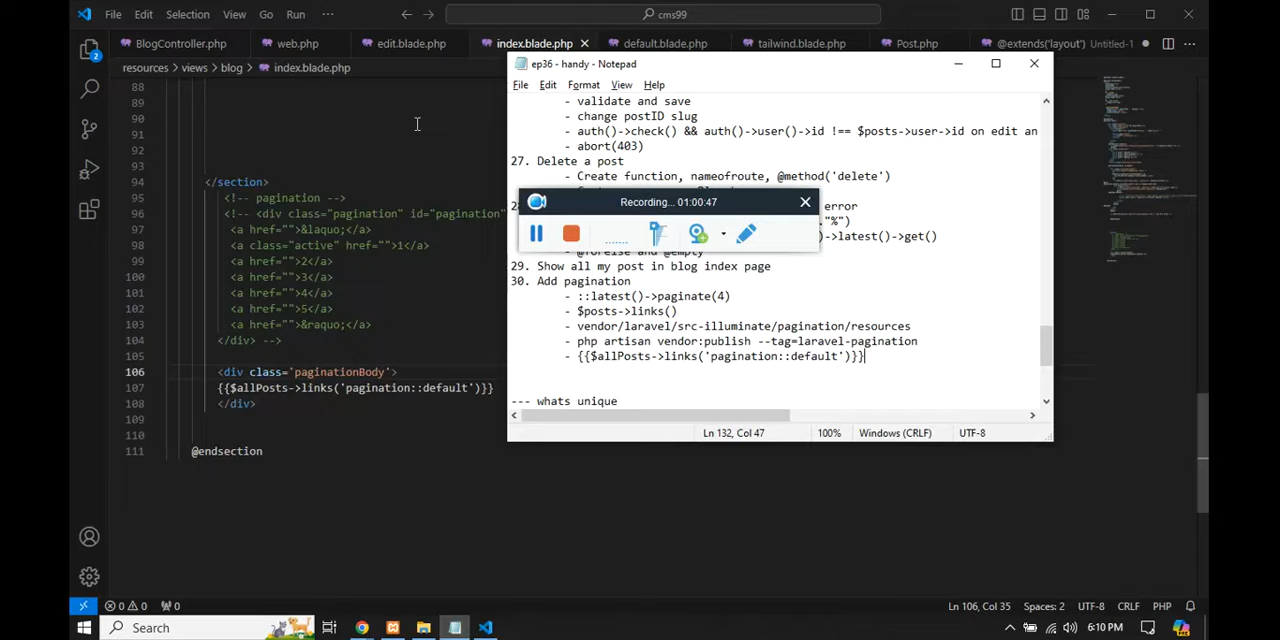 File Edit Selection View Go Run ···
cms99
BlogController.php web.php edit.blade.php index.blade.php default.blade.php tailwind.blade.php Post.php @extends('layout') Untitled-1
resources > views > blog > index.blade.php
88
89
90
91
92
93
94 </section>
95 <!-- pagination -->
96 <!-- <div class="pagination" id="pagination"
97 <a href="">&laquo;</a>
98 <a class="active" href="">1</a>
99 <a href="">2</a>
100 <a href="">3</a>
101 <a href="">4</a>
102 <a href="">5</a>
103 <a href="">&raquo;</a>
104 </div> -->
105
106 <div class='paginationBody'>
107 {{$allPosts->links('pagination::default')}}
108 </div>
109
110
111 @endsection
ep36 - handy - Notepad
File Edit Format View Help
- validate and save
- change postID slug
- auth()->check() && auth()->user()->id !== $posts->user->id on edit an
- abort(403)
27. Delete a post
- Create function, nameofroute, @method('delete')
Recording... 01:00:47
error
."%")
)->latest()->get()
- @forelse and @empty
29. Show all my post in blog index page
30. Add pagination
- ::latest()->paginate(4)
- $posts->links()
- vendor/laravel/src-illuminate/pagination/resources
- php artisan vendor:publish --tag=laravel-pagination
- {{$allPosts->links('pagination::default')}}
--- whats unique
Ln 132, Col 47 100% Windows (CRLF) UTF-8
0 0 0 Ln 106, Col 35 Spaces: 2 UTF-8 CRLF PHP
Search 6:10 PM